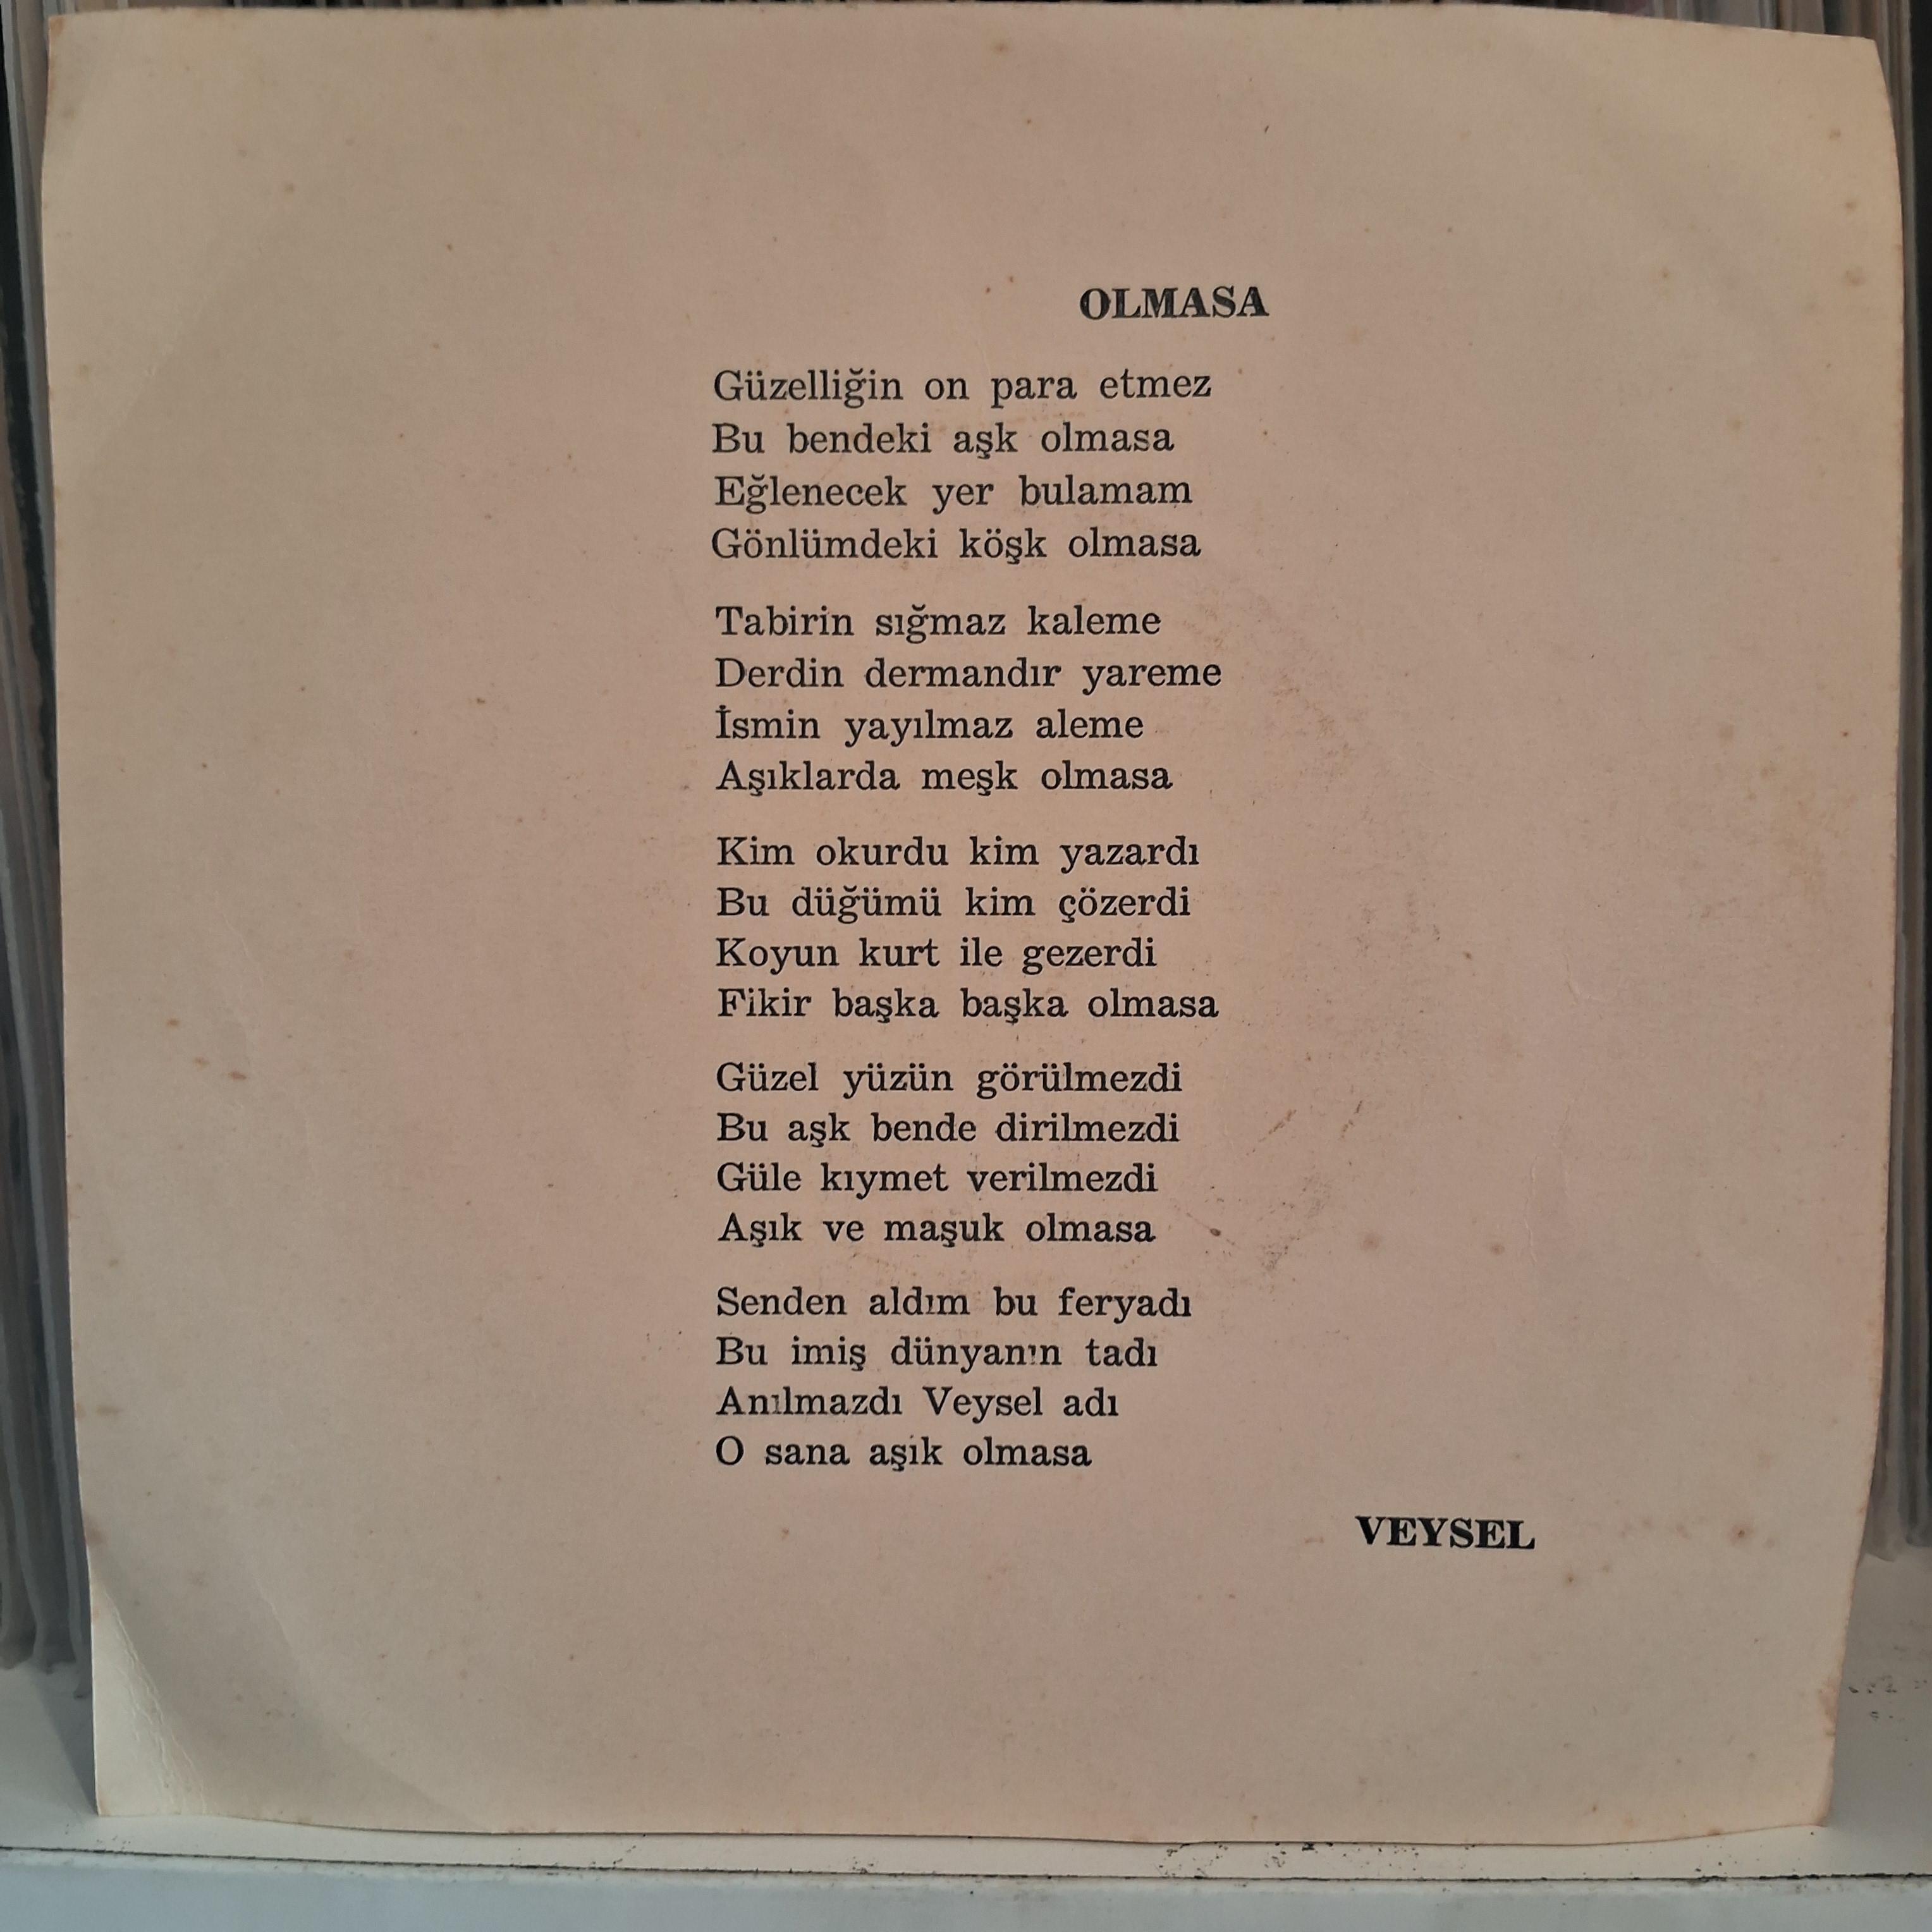 OLMASA
Güzelliğin on para etmez
Bu bendeki aşk olmasa
Eğlenecek yer bulamam
Gönlümdeki köşk olmasa
Tabirin sığmaz kaleme
Derdin dermandır yareme
İsmin yayılmaz aleme
Aşıklarda meşk olmasa
Kim okurdu kim yazardı
Bu düğümü kim çözerdi
Koyun kurt ile gezerdi
Fikir başka başka olmasa
Güzel yüzün görülmezdi
Bu aşk bende dirilmezdi
Güle kıymet verilmezdi
Aşık ve maşuk olmasa
Senden aldım bu feryadı
Bu imiş dünyanın tadı
Anılmazdı Veysel adı
O sana aşik olmasa
VEYSEL